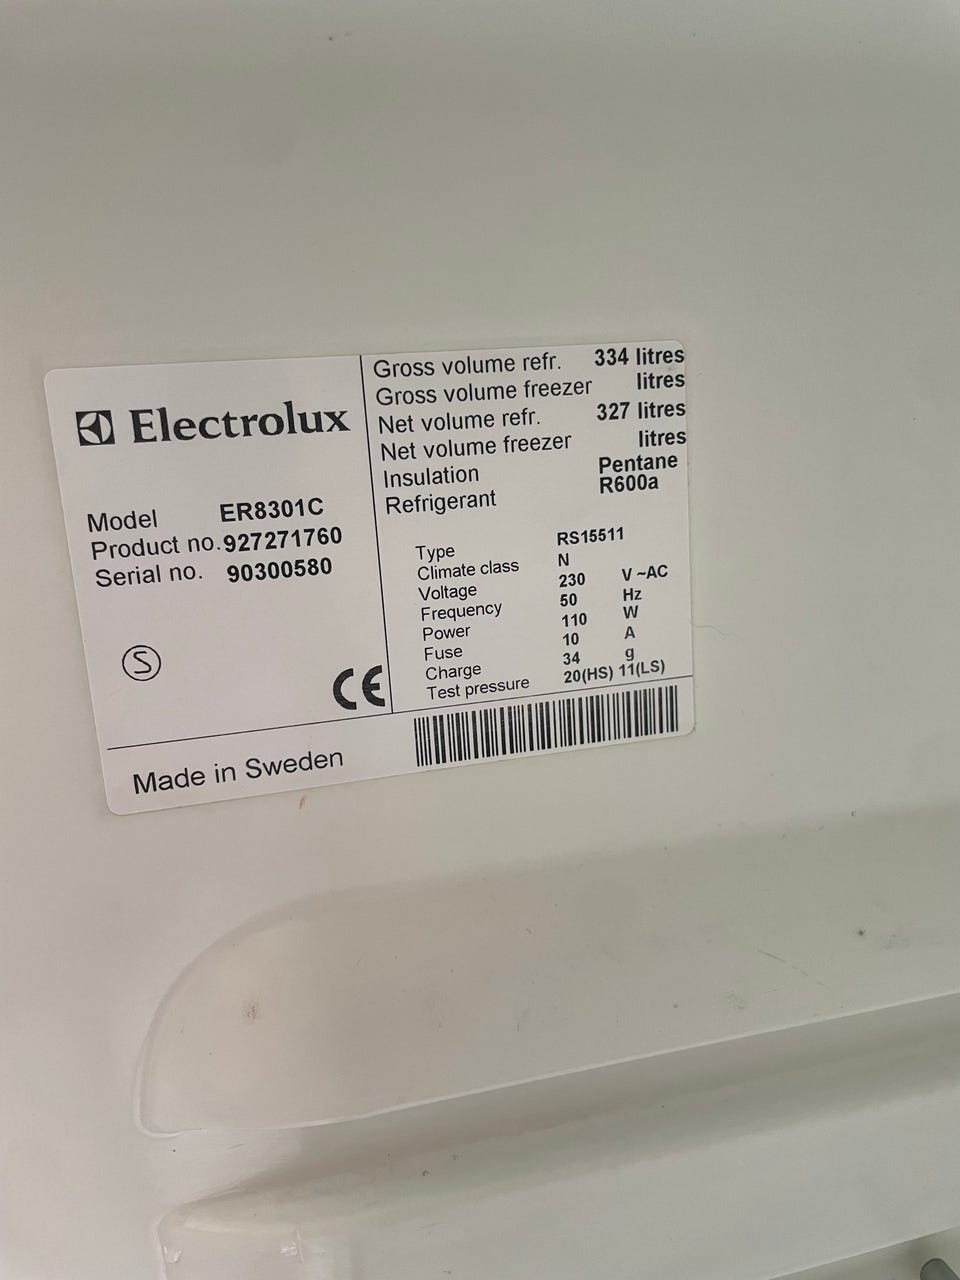 Electrolux
Model ER8301C
Product no. 927271760
Serial no. 90300580
S
CE
Made in Sweden
Gross volume refr. 334 litres
Gross volume freezer litres
Net volume refr. 327 litres
Net volume freezer litres
Insulation Pentane
Refrigerant R600a
Type RS15511
Climate class N
Voltage 230 V ~AC
Frequency 50 Hz
Power 110 W
Fuse 10 A
Charge 34 g
Test pressure 20(HS) 11(LS)